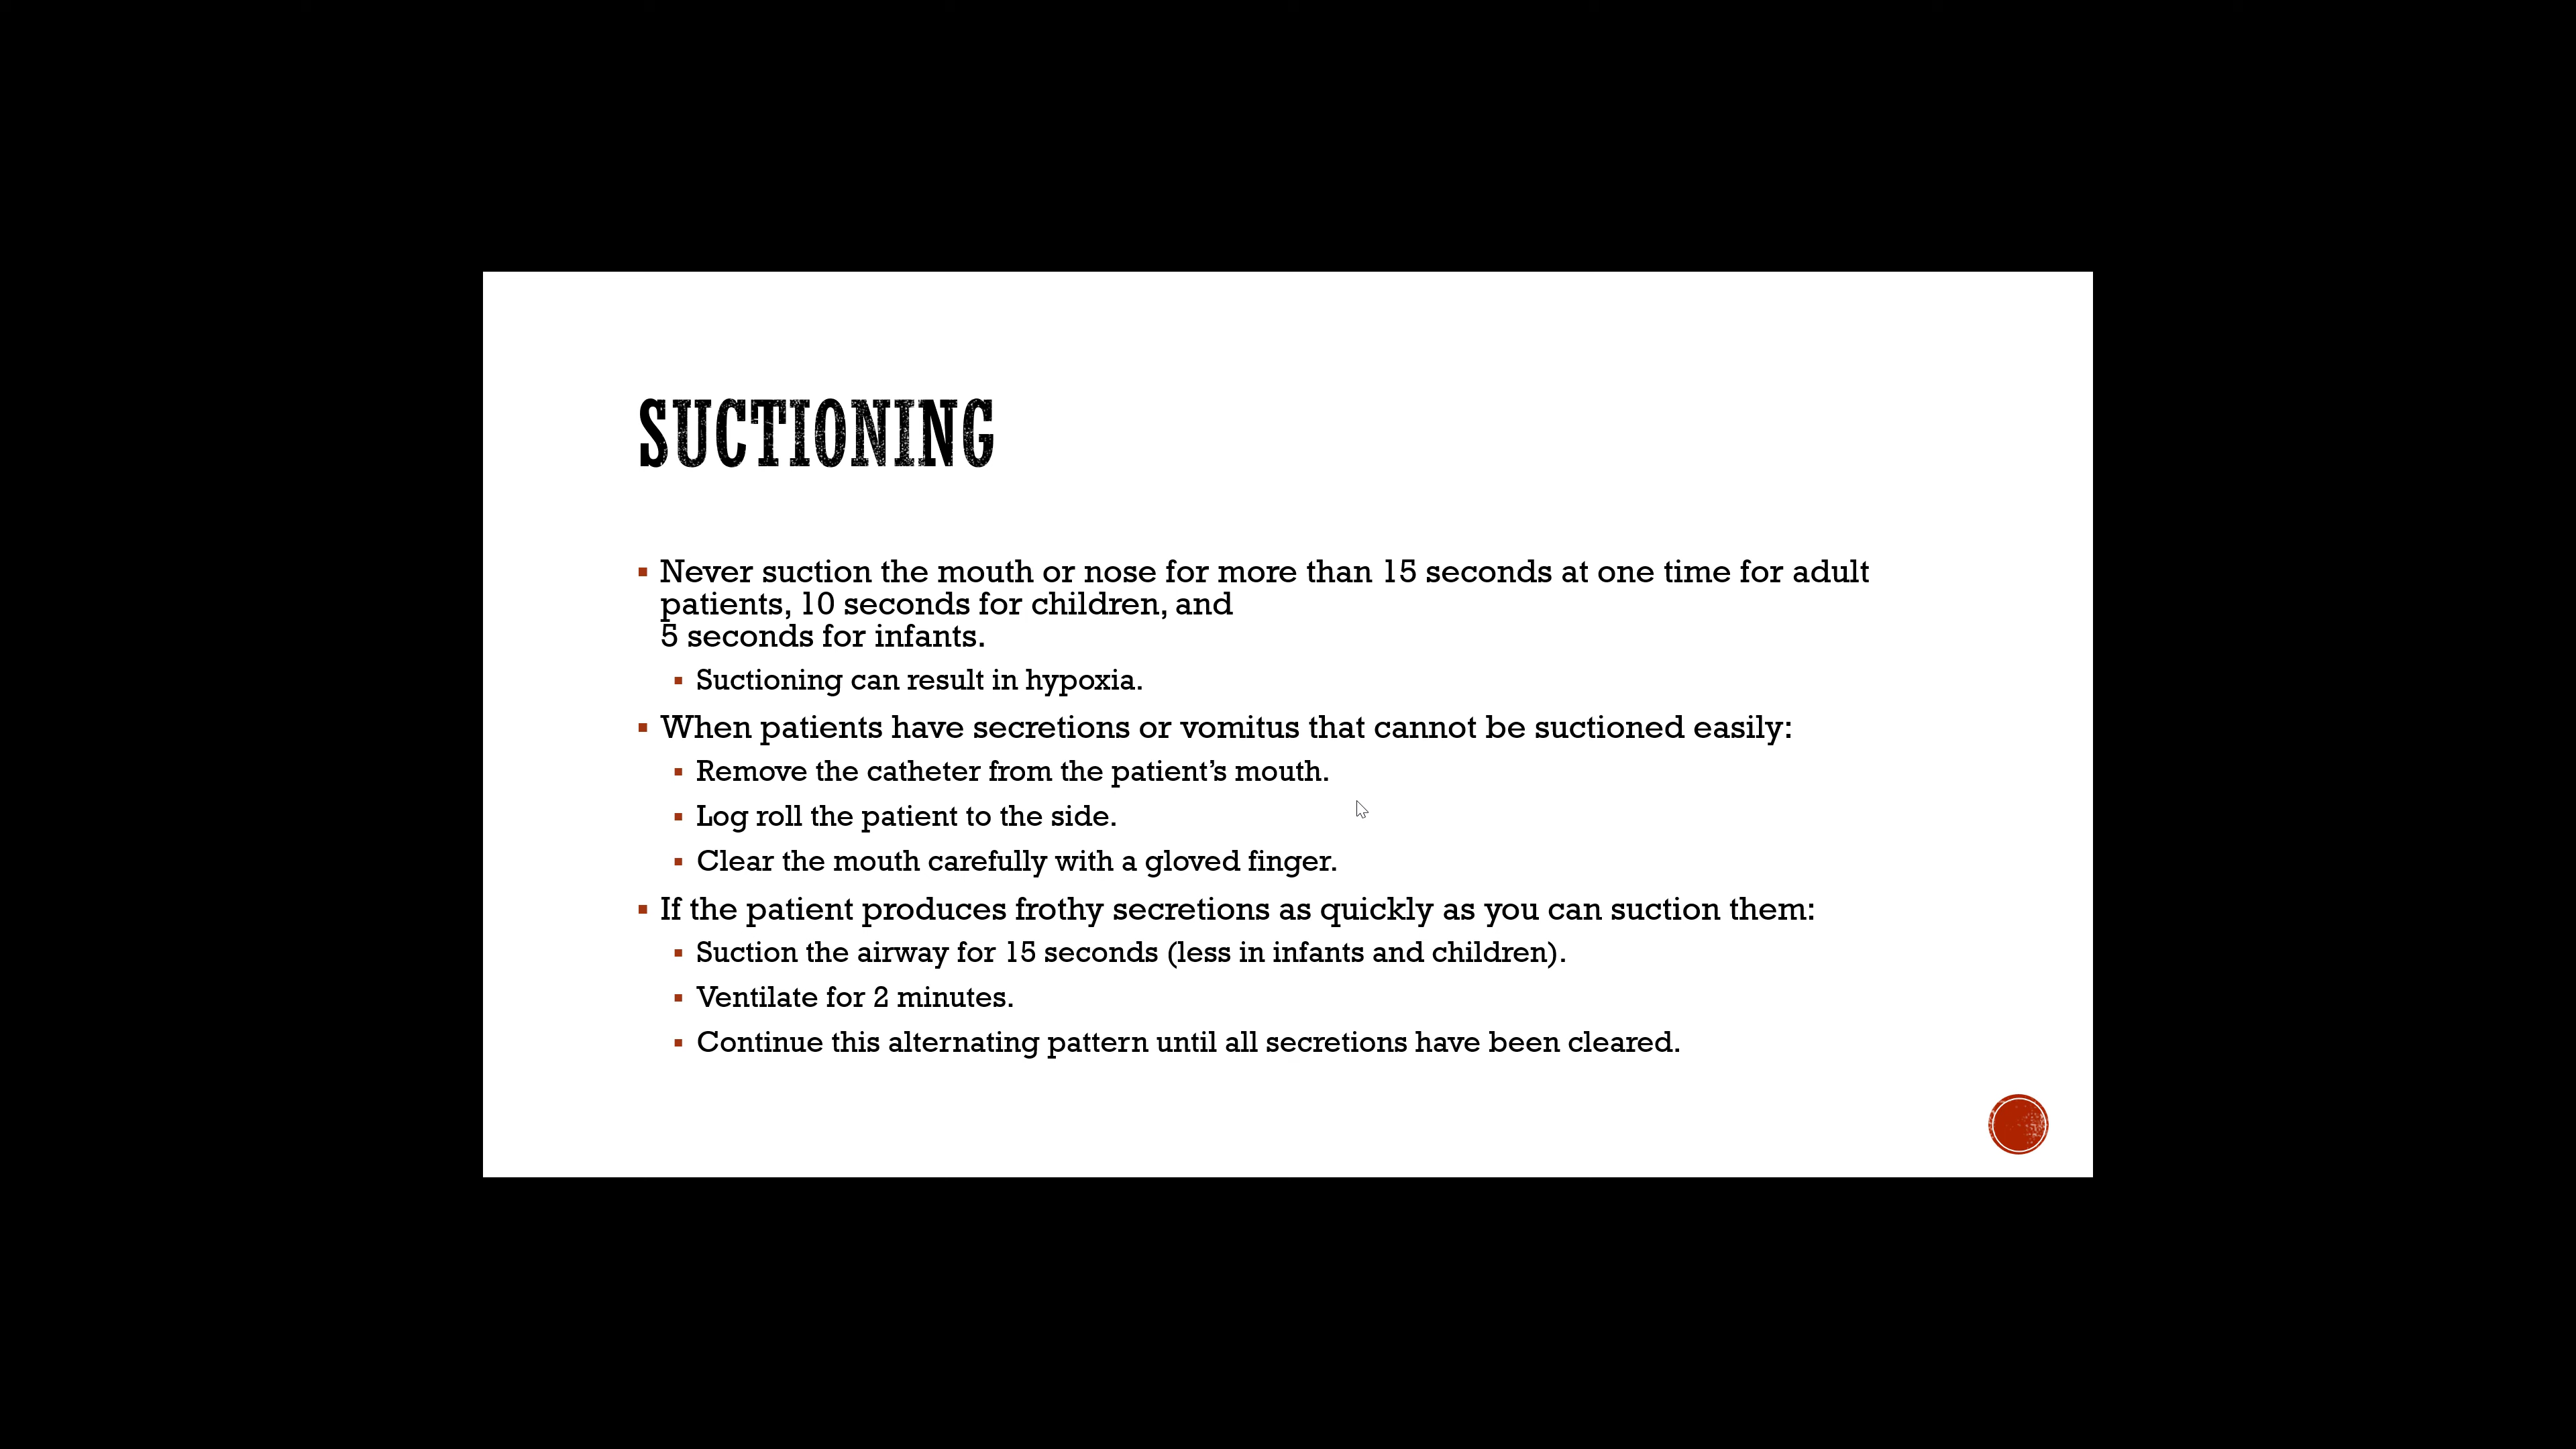 SUCTIONING
▪ Never suction the mouth or nose for more than 15 seconds at one time for adult
patients, 10 seconds for children, and
5 seconds for infants.
▪ Suctioning can result in hypoxia.
▪ When patients have secretions or vomitus that cannot be suctioned easily:
▪ Remove the catheter from the patient’s mouth.
▪ Log roll the patient to the side.
▪ Clear the mouth carefully with a gloved finger.
▪ If the patient produces frothy secretions as quickly as you can suction them:
▪ Suction the airway for 15 seconds (less in infants and children).
▪ Ventilate for 2 minutes.
▪ Continue this alternating pattern until all secretions have been cleared.